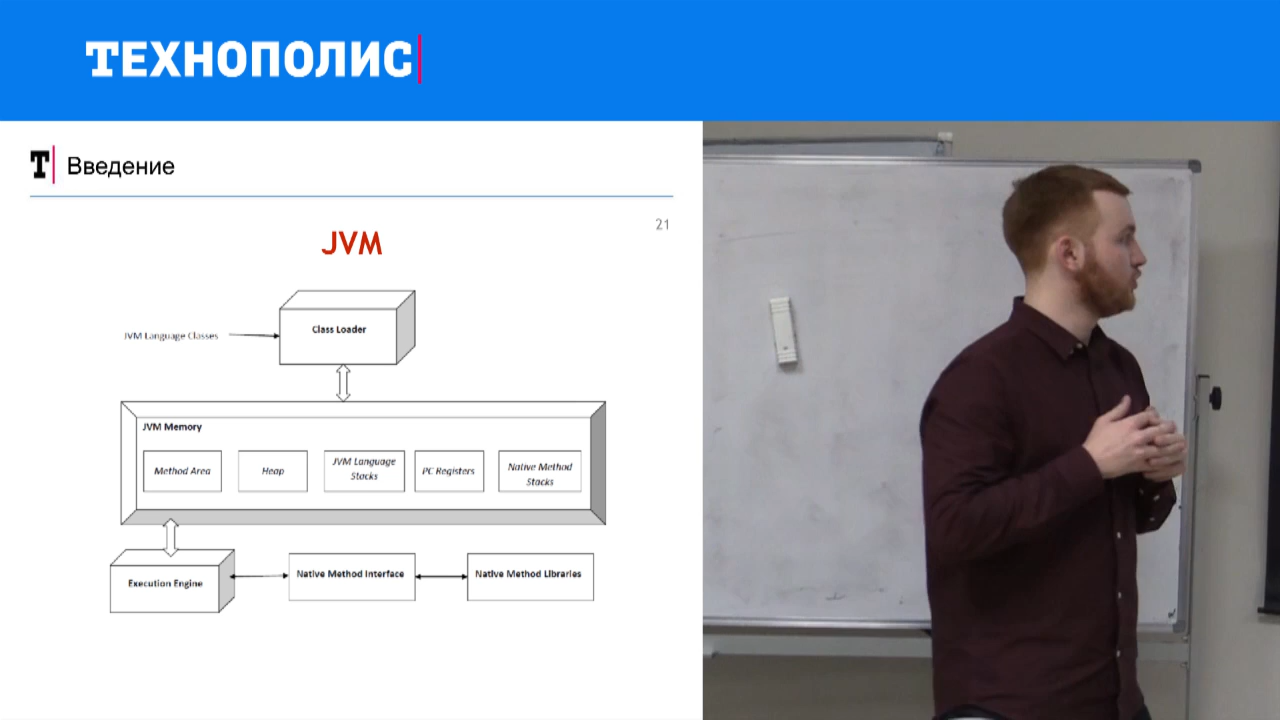 ТЕХНОПОЛИС
T Введение
21
JVM
Class Loader
JVM Language Classes
JVM Memory
Method Area
Heap
JVM Language
Stacks
PC Registers
Native Method
Stacks
Execution Engine
Native Method Interface
Native Method Libraries